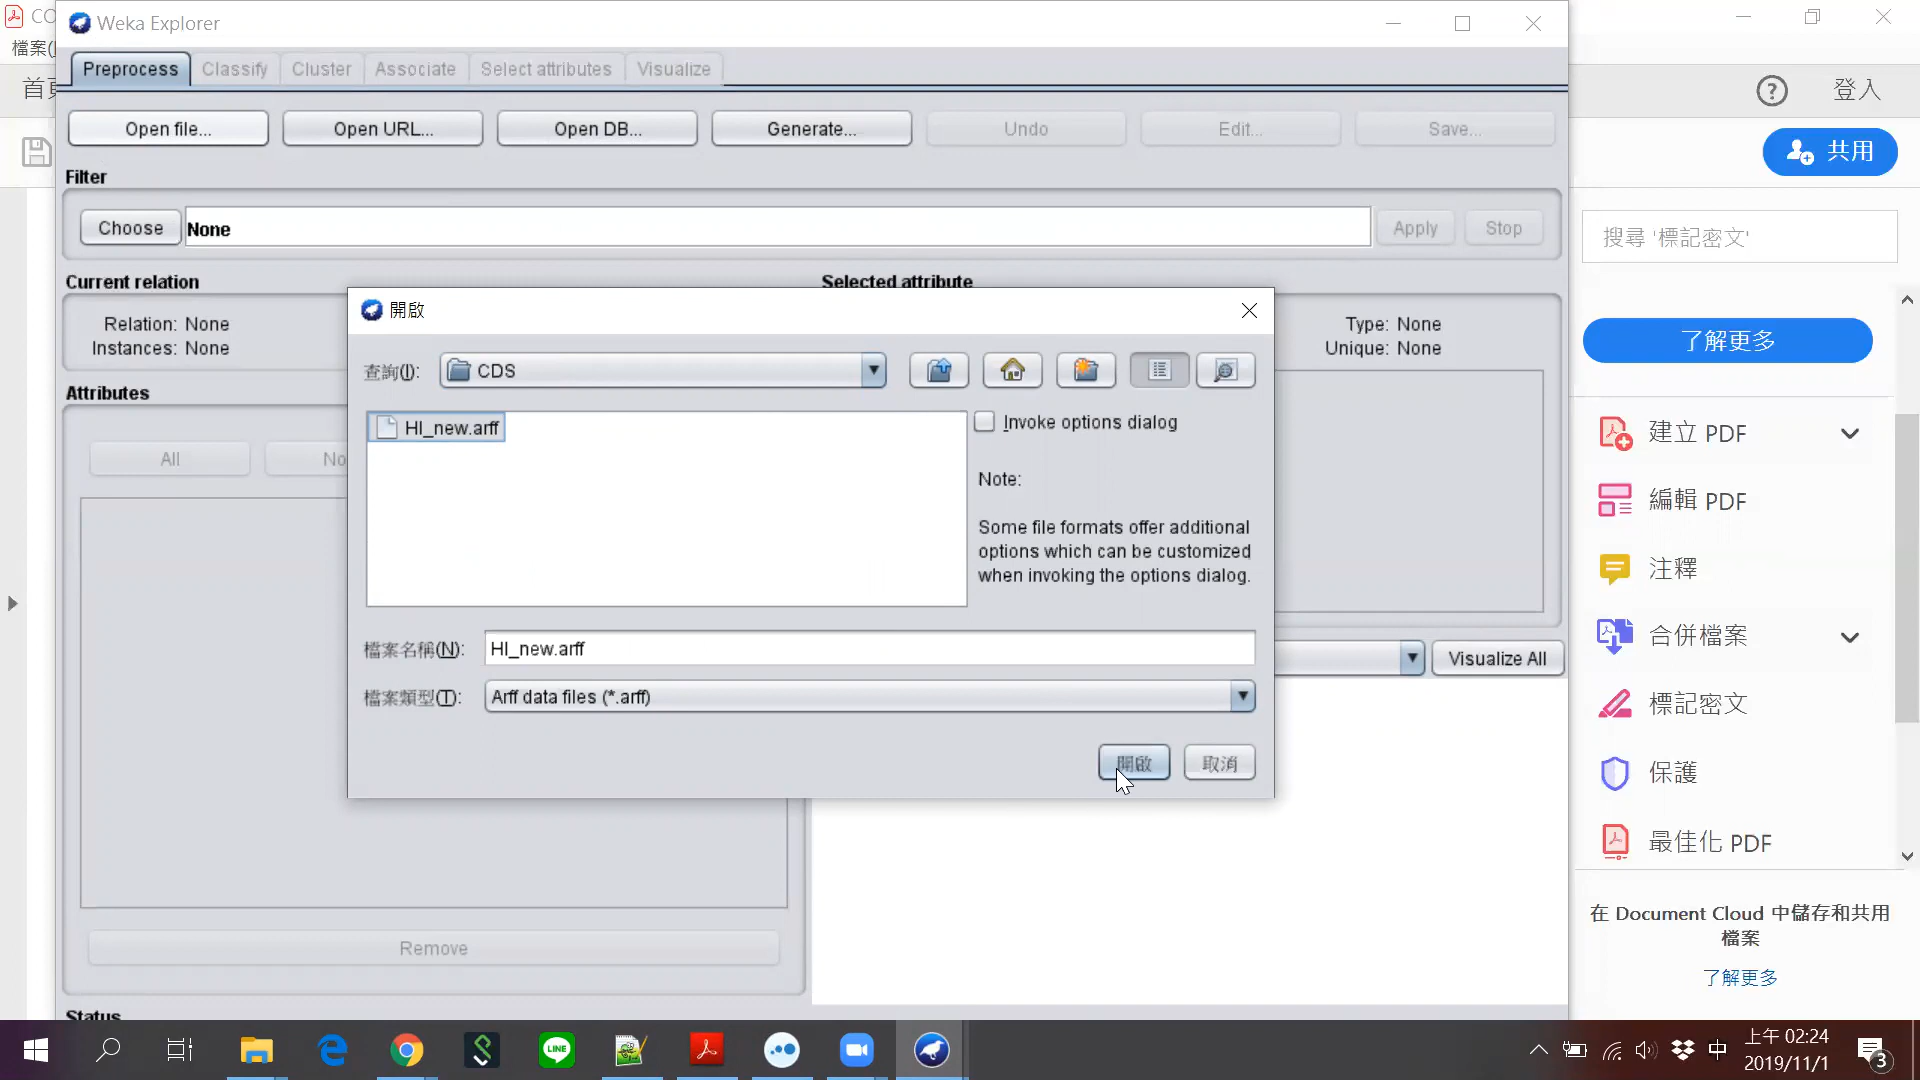 CO
Weka Explorer
檔案(
Preprocess
Classify
Cluster
Associate
Select attributes
Visualize
首頁
登入
Open file...
Open URL...
Open DB...
Generate...
Undo
Edit...
Save...
共用
Filter
Choose
None
Apply
Stop
搜尋 '標記密文'
Current relation
Selected attribute
Relation: None
Instances: None
Type: None
Unique: None
了解更多
開啟
查詢(I):
CDS
Attributes
All
No
HI_new.arff
Invoke options dialog
Note:
Some file formats offer additional
options which can be customized
when invoking the options dialog.
建立 PDF
編輯 PDF
注釋
合併檔案
標記密文
保護
最佳化 PDF
檔案名稱(N):
HI_new.arff
檔案類型(T):
Arff data files (*.arff)
Visualize All
開啟
取消
Remove
Status
在 Document Cloud 中儲存和共用
檔案
了解更多
LINE
中
上午 02:24
2019/11/1
3